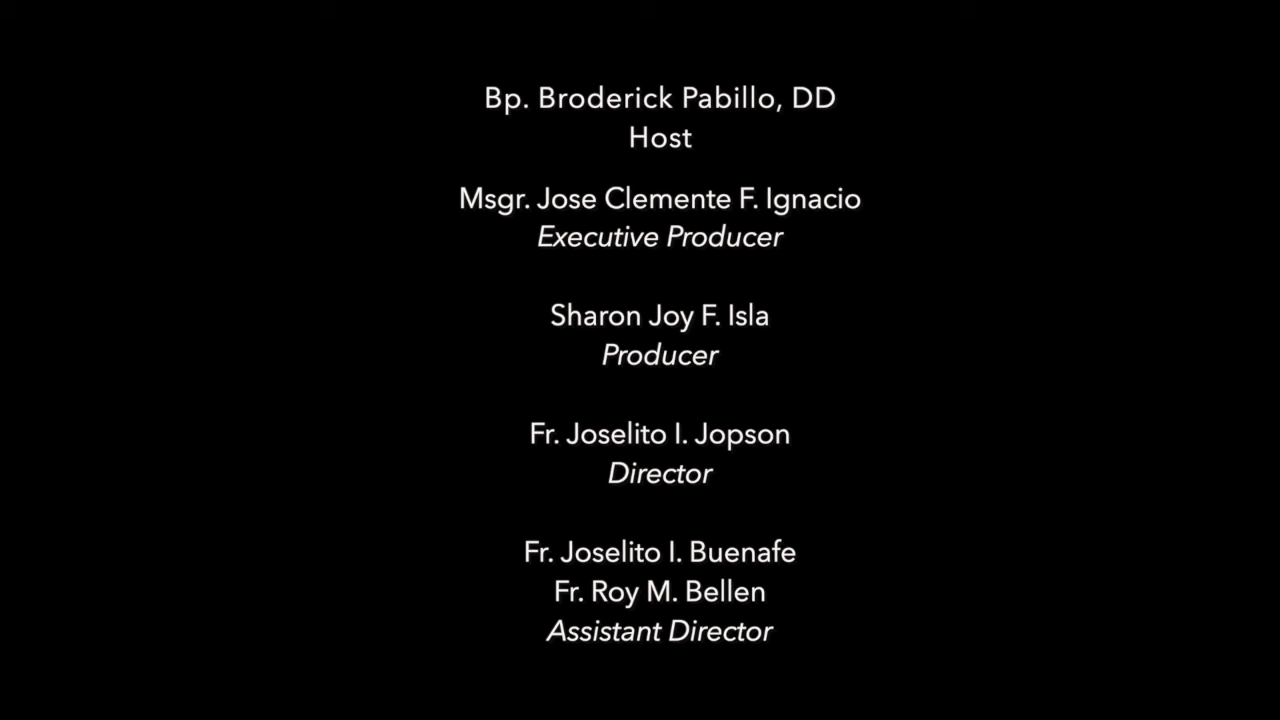 Bp. Broderick Pabillo, DD
Host
Msgr. Jose Clemente F. Ignacio
Executive Producer
Sharon Joy F. Isla
Producer
Fr. Joselito I. Jopson
Director
Fr. Joselito I. Buenafe
Fr. Roy M. Bellen
Assistant Director